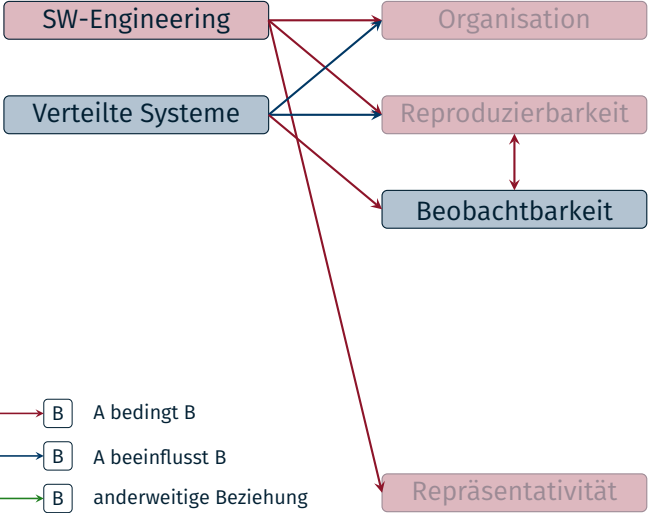 SW-Engineering
Organisation
Verteilte Systeme
Reproduzierbarkeit
Beobachtbarkeit
B A bedingt B
B A beeinflusst B
B anderweitige Beziehung
Repräsentativität